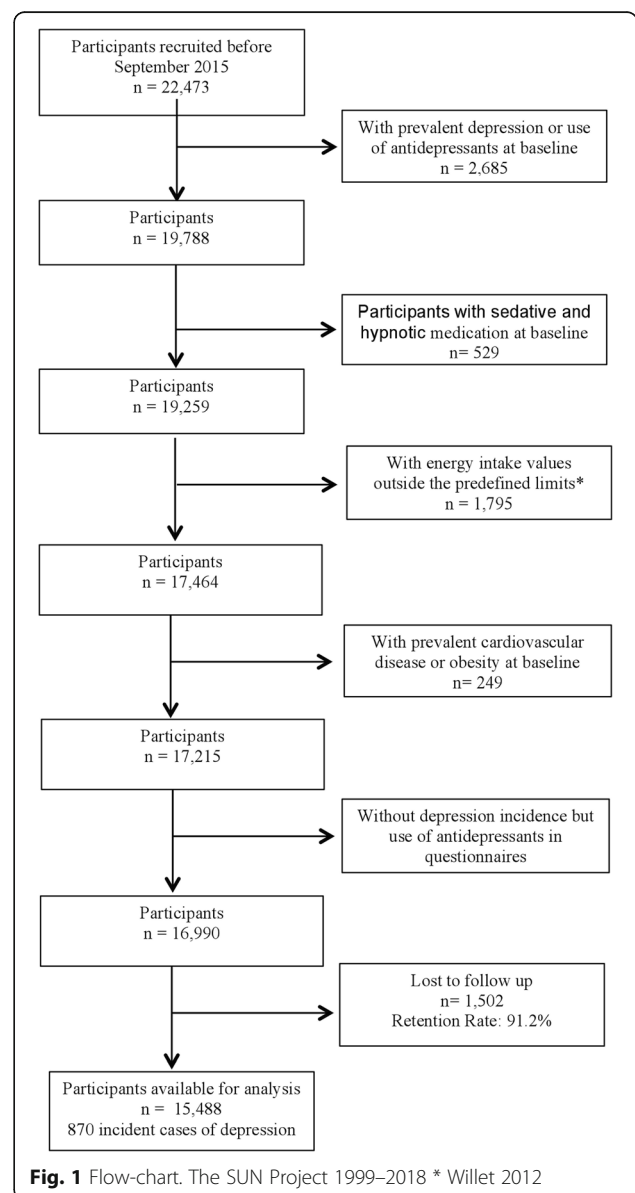 Participants recruited before
September 2015
n = 22,473
With prevalent depression or use
of antidepressants at baseline
n = 2,685
Participants
n = 19,788
Participants with sedative and
hypnotic medication at baseline
n= 529
Participants
n = 19,259
With energy intake values
outside the predefined limits*
n = 1,795
Participants
n = 17,464
With prevalent cardiovascular
disease or obesity at baseline
n= 249
Participants
n = 17,215
Without depression incidence but
use of antidepressants in
questionnaires
Participants
n = 16,990
Lost to follow up
n= 1,502
Retention Rate: 91.2%
Participants available for analysis
n = 15,488
870 incident cases of depression
Fig. 1 Flow-chart. The SUN Project 1999–2018 * Willet 2012